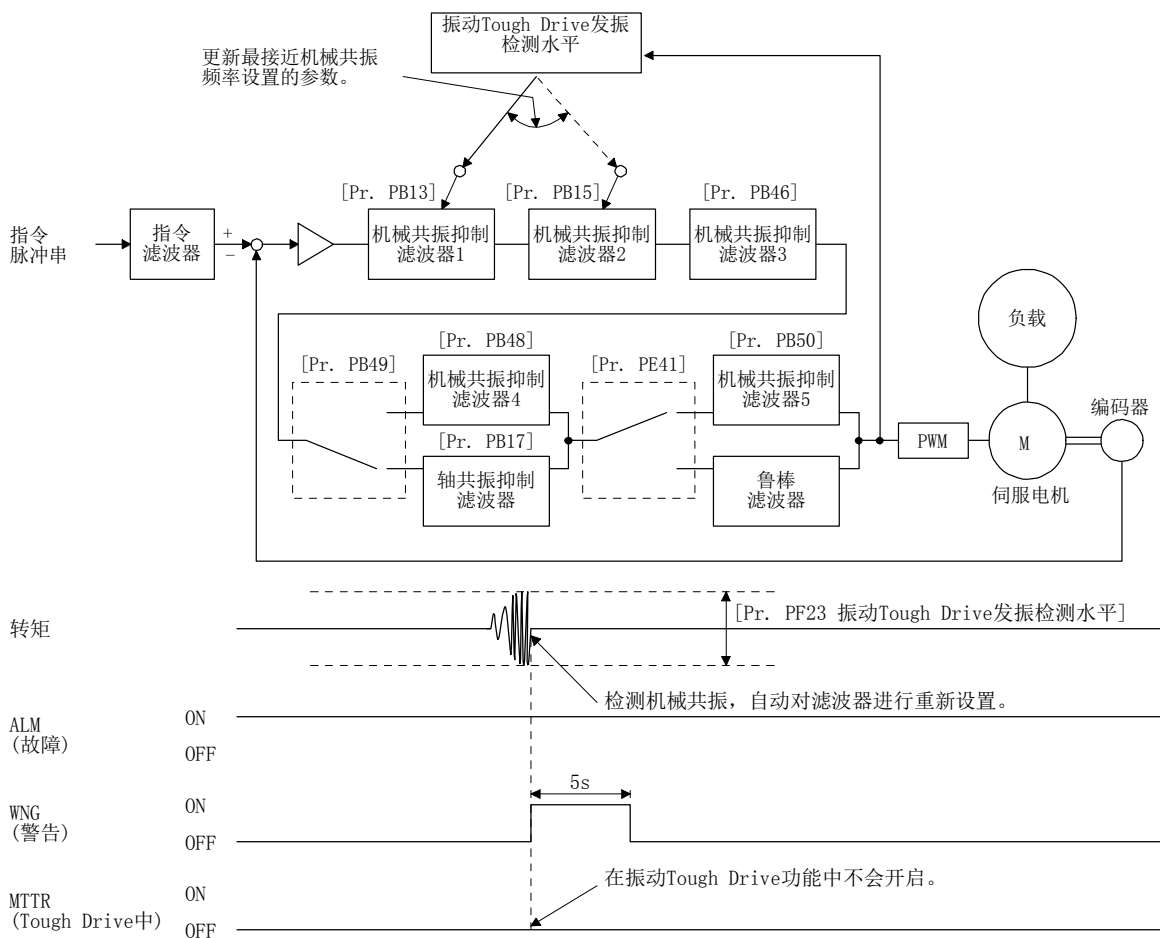 振动Tough Drive发振
检测水平
更新最接近机械共振
频率设置的参数。
[Pr. PB13]
[Pr. PB15]
[Pr. PB46]
指令
脉冲串
指令
滤波器
+
-
机械共振抑制
滤波器1
机械共振抑制
滤波器2
机械共振抑制
滤波器3
负载
[Pr. PB49]
[Pr. PB48]
机械共振抑制
滤波器4
[Pr. PB17]
轴共振抑制
滤波器
[Pr. PE41]
[Pr. PB50]
机械共振抑制
滤波器5
鲁棒
滤波器
PWM
M
伺服电机
编码器
转矩
[Pr. PF23 振动Tough Drive发振检测水平]
检测机械共振，自动对滤波器进行重新设置。
ALM
(故障)
ON
OFF
5s
WNG
(警告)
ON
OFF
在振动Tough Drive功能中不会开启。
MTTR
(Tough Drive中)
ON
OFF